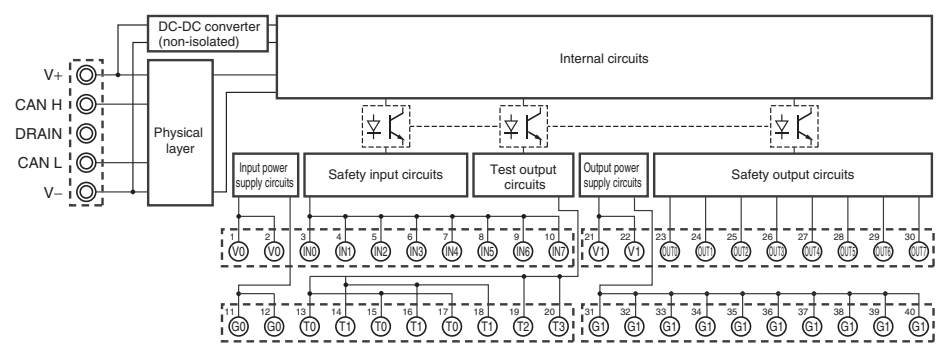 DC-DC converter
(non-isolated)
Internal circuits
V+
CAN H
DRAIN
CAN L
V−
Physical
layer
Input power
supply circuits
Safety input circuits
Test output
circuits
Output power
supply circuits
Safety output circuits
1 2 3 4 5 6 7 8 9 10
V0 V0 IN0 IN1 IN2 IN3 IN4 IN5 IN6 IN7
21 22 23 24 25 26 27 28 29 30
V1 V1 OUT0 OUT1 OUT2 OUT3 OUT4 OUT5 OUT6 OUT7
11 12 13 14 15 16 17 18 19 20
G0 G0 T0 T1 T0 T1 T0 T1 T2 T3
31 32 33 34 35 36 37 38 39 40
G1 G1 G1 G1 G1 G1 G1 G1 G1 G1